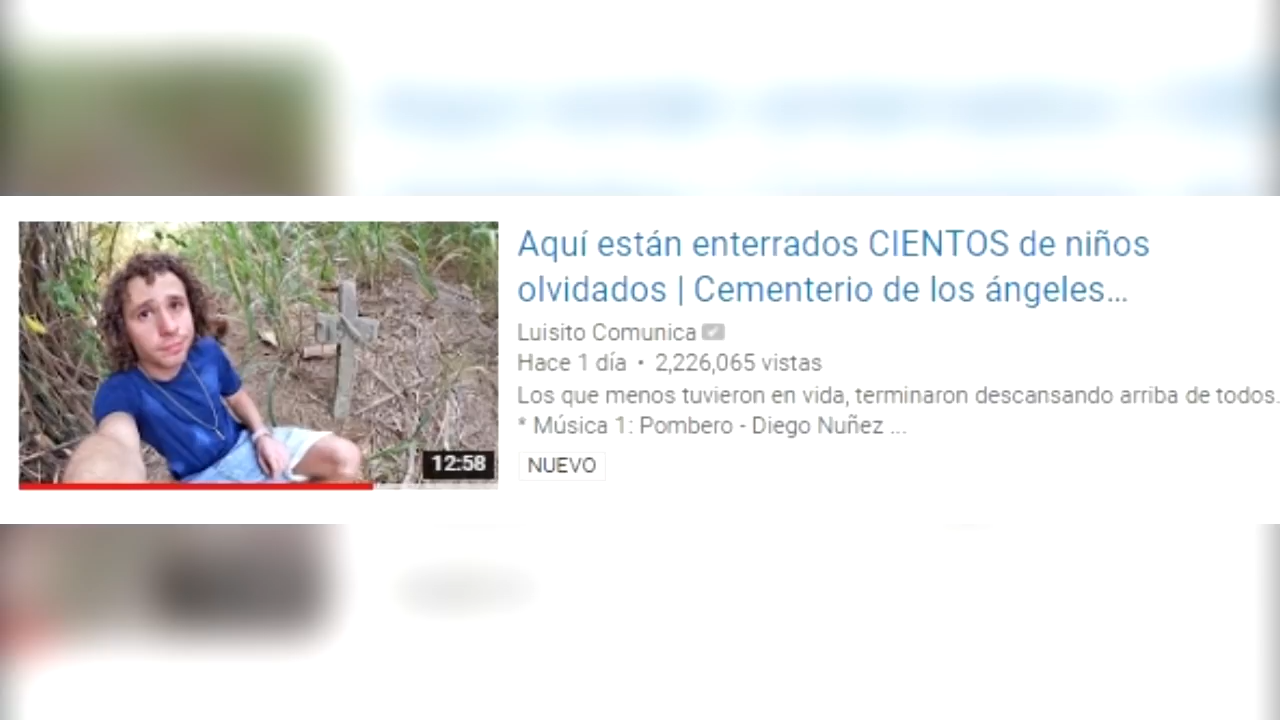 Aquí están enterrados CIENTOS de niños
olvidados | Cementerio de los ángeles...
Luisito Comunica
Hace 1 día • 2,226,065 vistas
Los que menos tuvieron en vida, terminaron descansando arriba de todos.
* Música 1: Pombero - Diego Nuñez ...
12:58
NUEVO